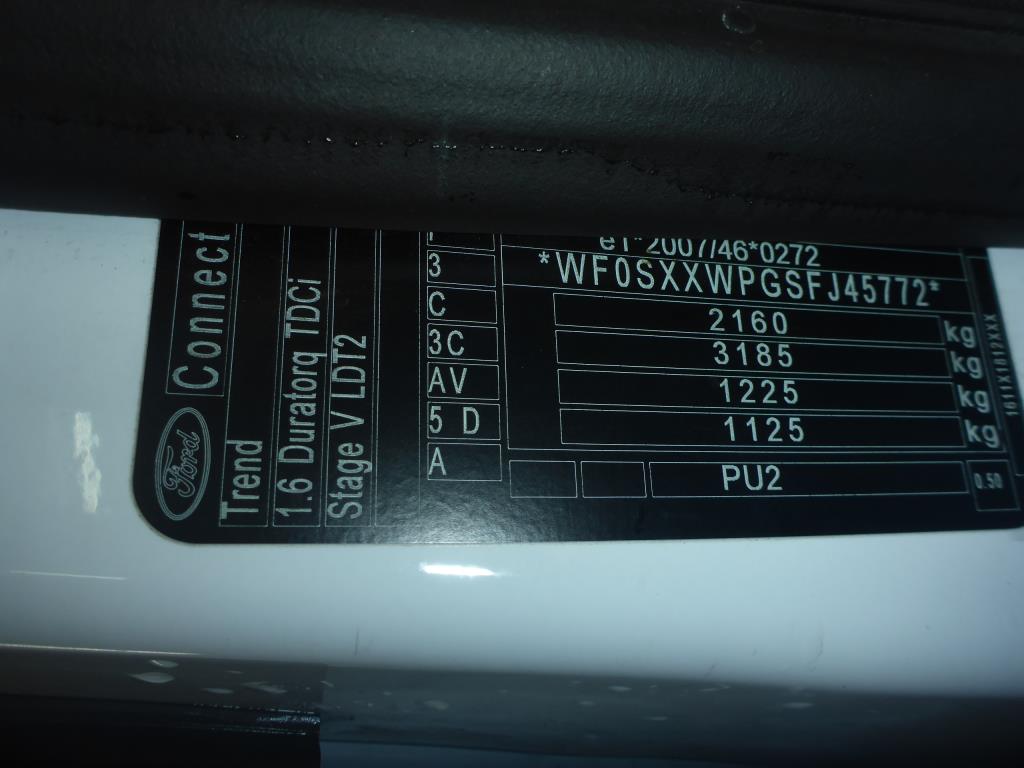 Ford
Connect
Trend
1.6 Duratorq TDCi
Stage V LDT2
3
C
3C
AV
5 D
A
e1*2007/46*0272
*WF0SXXWPGSFJ45772*
2160 kg
3185 kg
1225 kg
1125 kg
PU2
0.50
1611X1812XXX